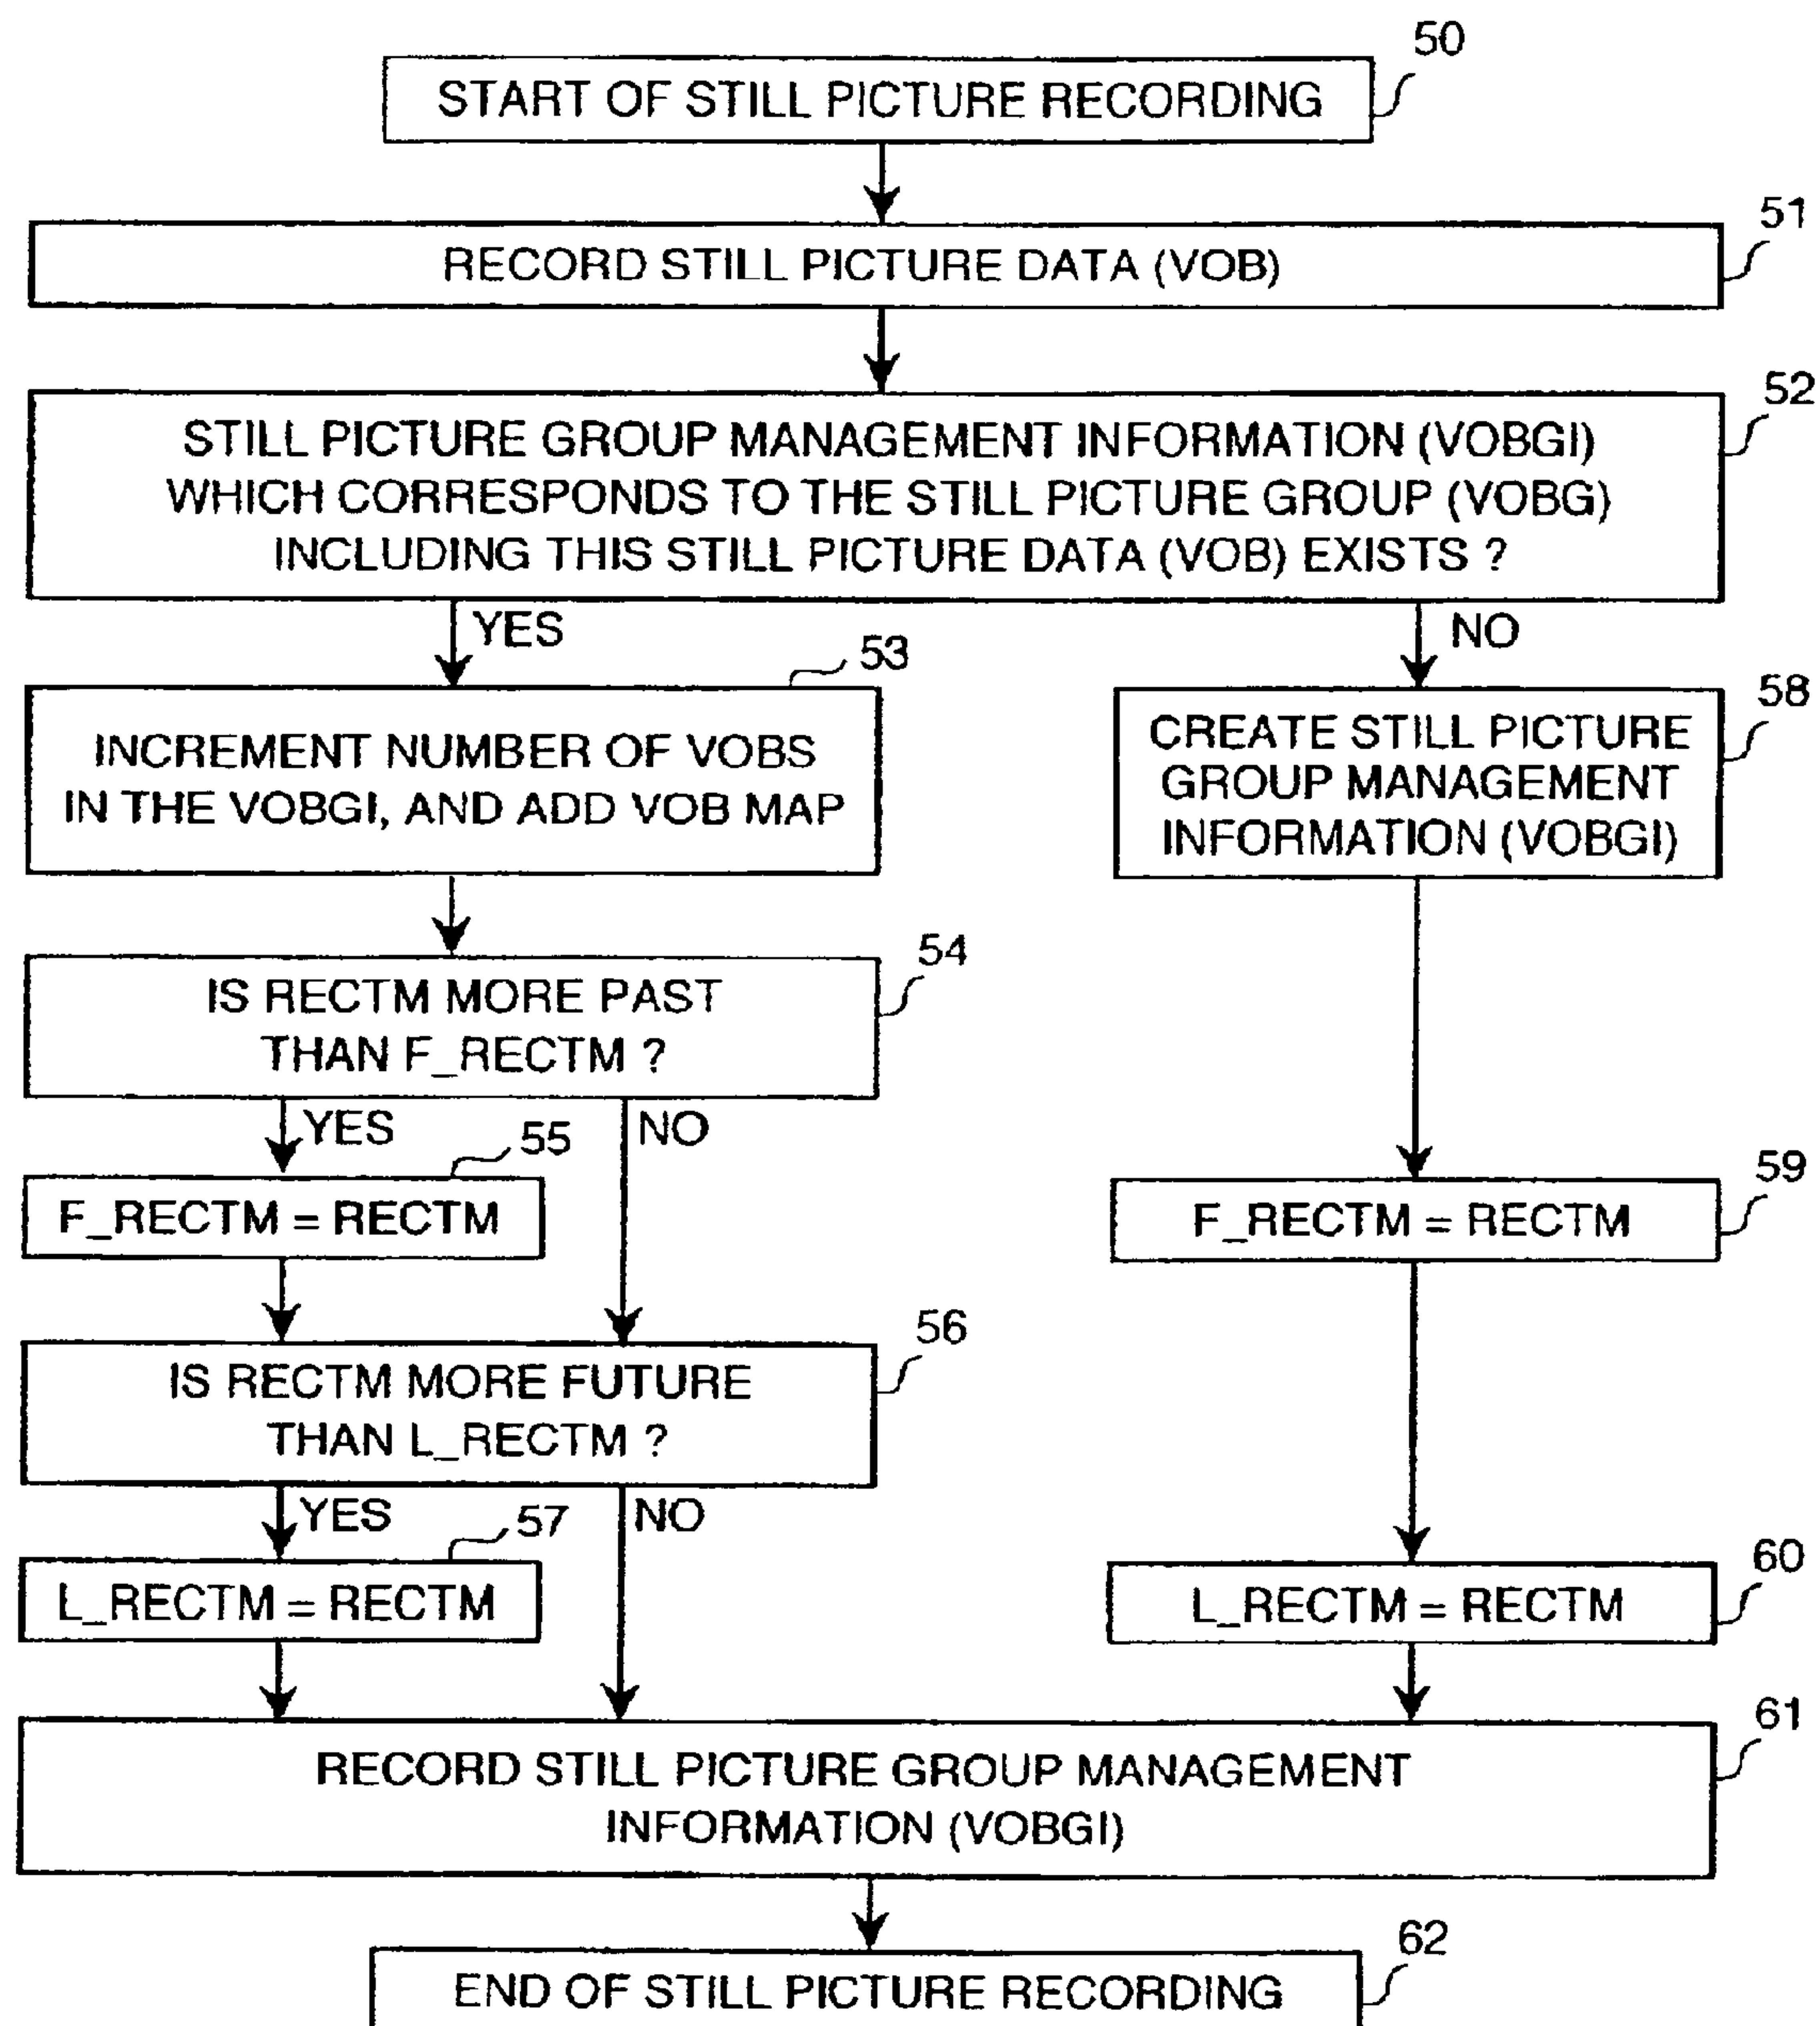 50
START OF STILL PICTURE RECORDING
51
RECORD STILL PICTURE DATA (VOB)
52
STILL PICTURE GROUP MANAGEMENT INFORMATION (VOBGI)
WHICH CORRESPONDS TO THE STILL PICTURE GROUP (VOBG)
INCLUDING THIS STILL PICTURE DATA (VOB) EXISTS ?
YES
NO
53
INCREMENT NUMBER OF VOBS
IN THE VOBGI, AND ADD VOB MAP
58
CREATE STILL PICTURE
GROUP MANAGEMENT
INFORMATION (VOBGI)
54
IS RECTM MORE PAST
THAN F_RECTM ?
YES
NO
55
F_RECTM = RECTM
59
F_RECTM = RECTM
56
IS RECTM MORE FUTURE
THAN L_RECTM ?
YES
NO
57
L_RECTM = RECTM
60
L_RECTM = RECTM
61
RECORD STILL PICTURE GROUP MANAGEMENT
INFORMATION (VOBGI)
62
END OF STILL PICTURE RECORDING